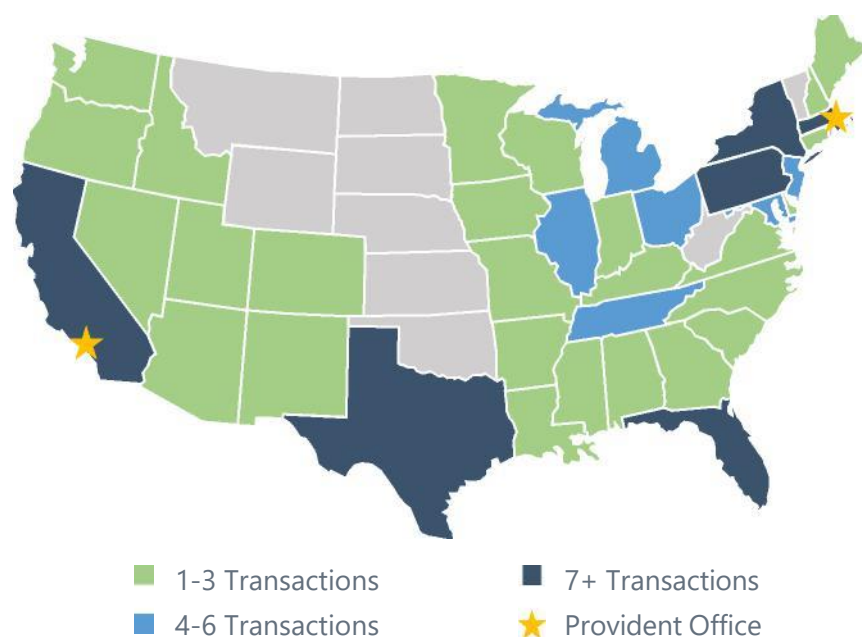 1-3 Transactions
7+ Transactions
4-6 Transactions
Provident Office